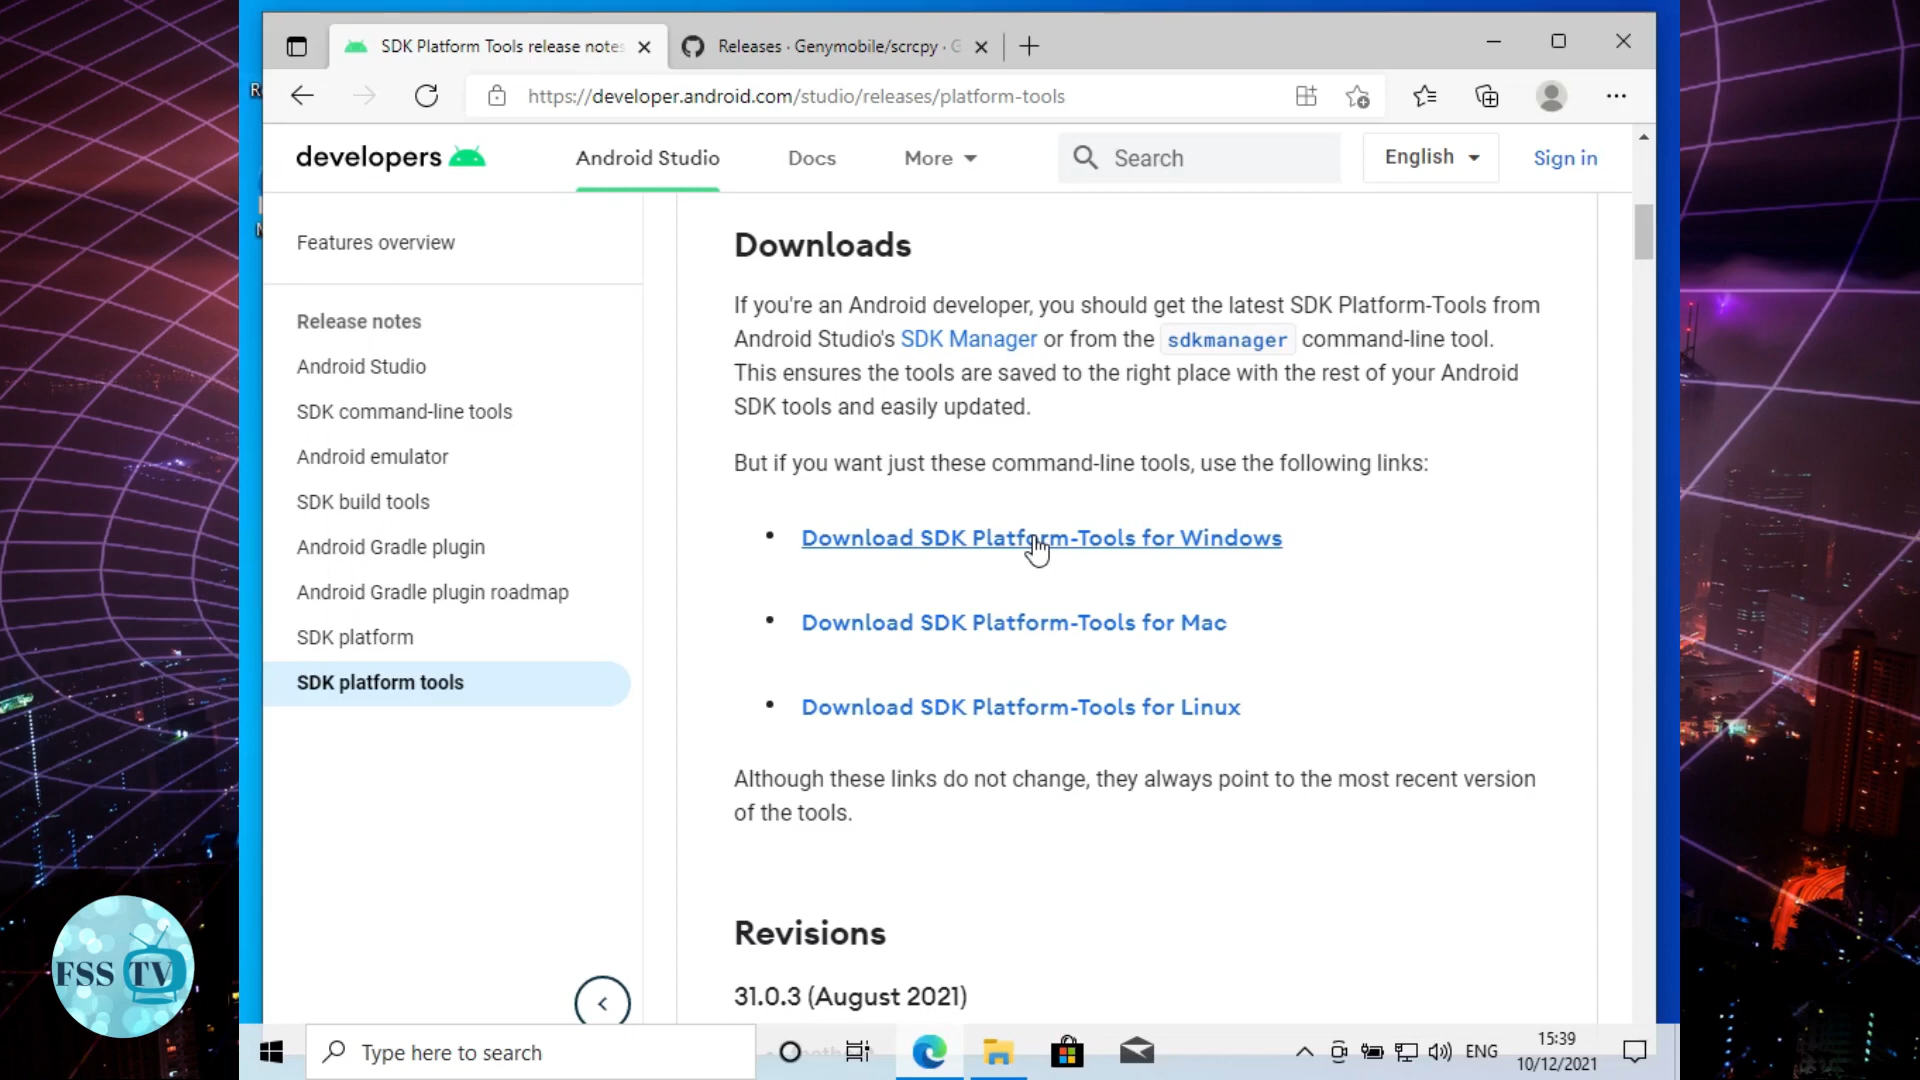 SDK Platform Tools release notes
Releases · Genymobile/scrcpy · G
https://developer.android.com/studio/releases/platform-tools
developers
Android Studio
Docs
More
Search
English
Sign in
Features overview
Release notes
Android Studio
SDK command-line tools
Android emulator
SDK build tools
Android Gradle plugin
Android Gradle plugin roadmap
SDK platform
SDK platform tools
Downloads
If you're an Android developer, you should get the latest SDK Platform-Tools from
Android Studio's SDK Manager or from the sdkmanager command-line tool.
This ensures the tools are saved to the right place with the rest of your Android
SDK tools and easily updated.
But if you want just these command-line tools, use the following links:
• Download SDK Platform-Tools for Windows
• Download SDK Platform-Tools for Mac
• Download SDK Platform-Tools for Linux
Although these links do not change, they always point to the most recent version
of the tools.
Revisions
31.0.3 (August 2021)
FSS TV
Type here to search
ENG
15:39
10/12/2021